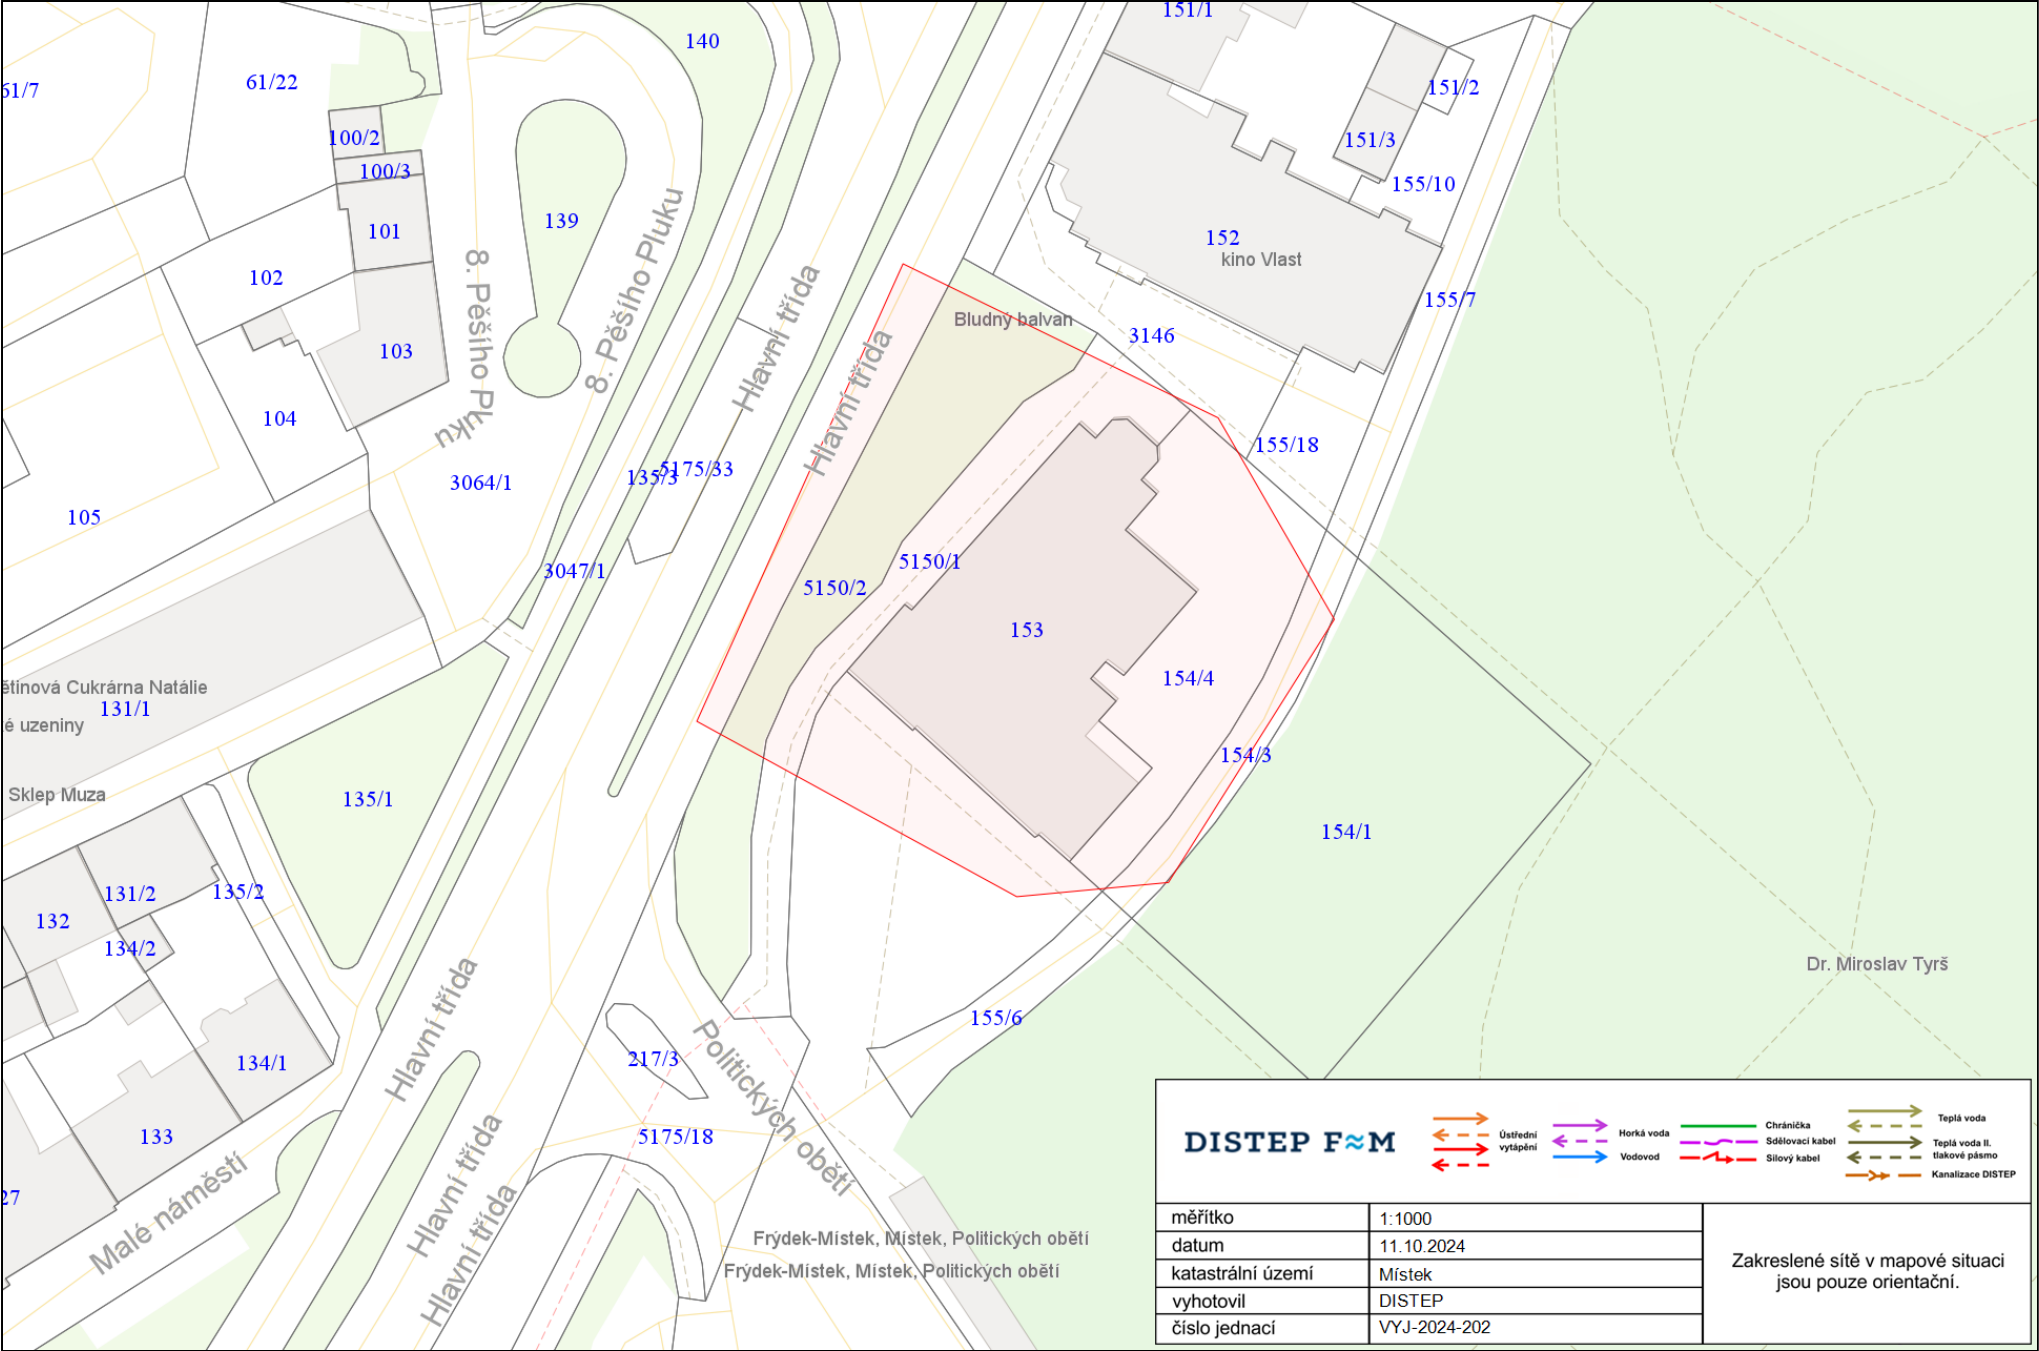 151/1
140
61/22
61/7
151/2
100/2
151/3
100/3
155/10
139
101
152
kino Vlast
8. Pěšího Pluku
102
8. Pěšího Pluku
155/7
Bludný balvan
3146
103
Hlavní třída
Hlavní třída
104
155/18
135/3
5175/33
3064/1
105
3047/1
5150/1
5150/2
153
154/4
ětinová Cukrárna Natálie
131/1
é uzeniny
154/3
Sklep Muza
135/1
154/1
131/2
135/2
132
134/2
Dr. Miroslav Tyrš
Hlavní třída
155/6
Politických obětí
217/3
134/1
133
5175/18
Hlavní třída
27
Malé náměstí
Hlavní třída
Frýdek-Místek, Místek, Politických obětí
Frýdek-Místek, Místek, Politických obětí
DISTEP F≈M
Ústřední
vytápění
Horká voda
Vodovod
Chránička
Sdělovací kabel
Silový kabel
Teplá voda
Teplá voda II.
tlakové pásmo
Kanalizace DISTEP
měřítko 1:1000
datum 11.10.2024
katastrální území Místek
vyhotovil DISTEP
číslo jednací VYJ-2024-202
Zakreslené sítě v mapové situaci
jsou pouze orientační.